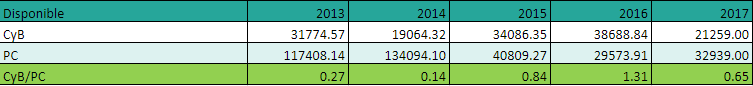 Disponible 2013 2014 2015 2016 2017
CyB 31774.57 19064.32 34086.35 38688.84 21259.00
PC 117408.14 134094.10 40809.27 29573.91 32939.00
CyB/PC 0.27 0.14 0.84 1.31 0.65